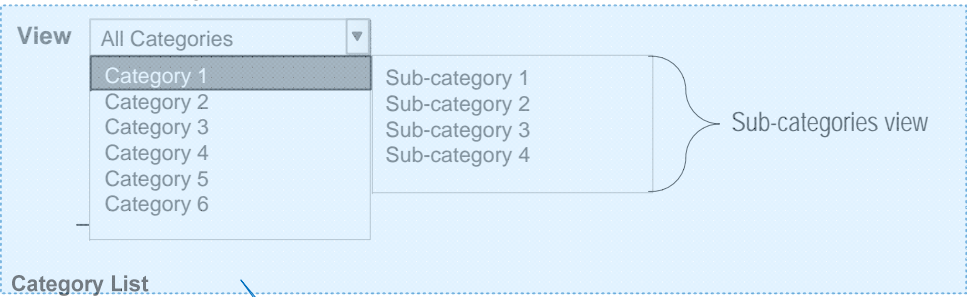 View All Categories
Category 1
Category 2
Category 3
Category 4
Category 5
Category 6
Sub-category 1
Sub-category 2
Sub-category 3
Sub-category 4
Sub-categories view
Category List